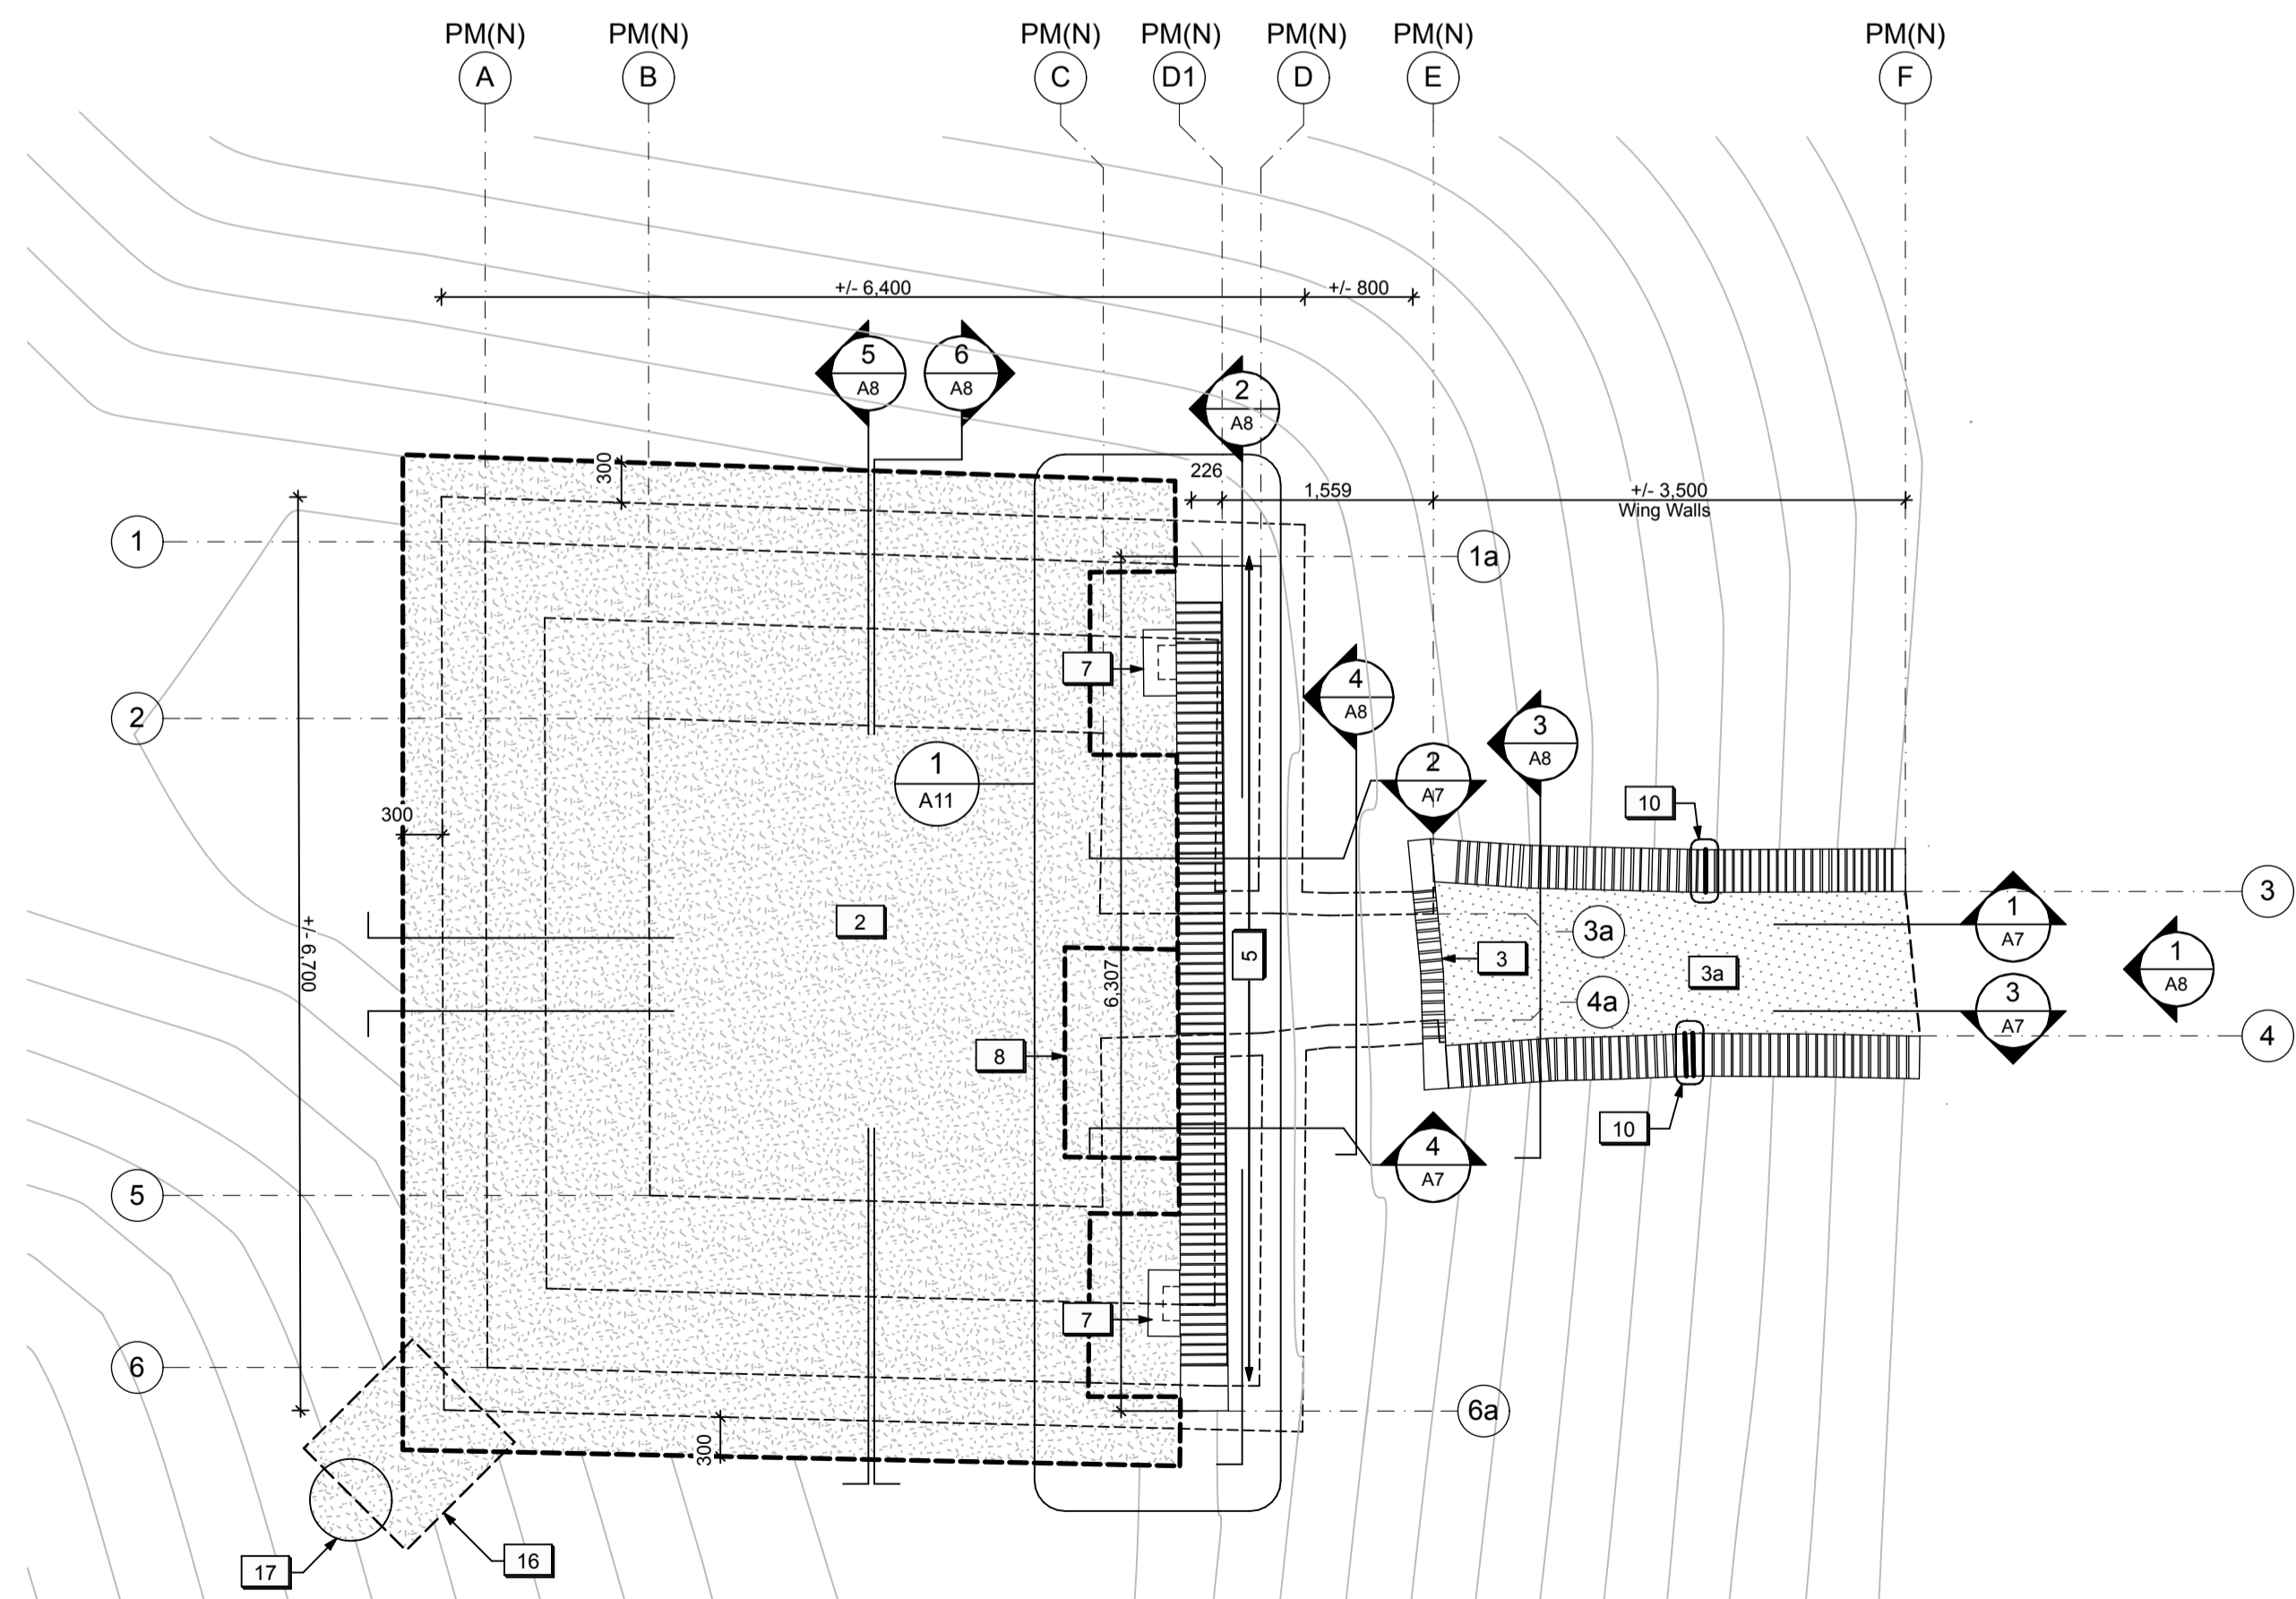 PM(N) PM(N) PM(N) PM(N) PM(N) PM(N) PM(N)
A B C D1 D E F
+/- 6,400 +/- 800
5 6
A8 A8
2
A8
300
226
1,559
+/- 3,500
Wing Walls
1
1a
7
4
A8
2
3
A8
1
A11
2
A7
300
10
3
2
+/- 6,700
3a
1
A7
5
6,307
3
3a
1
A8
4a
3
A7
4
8
10
4
A7
5
7
6
6a
300
16
17